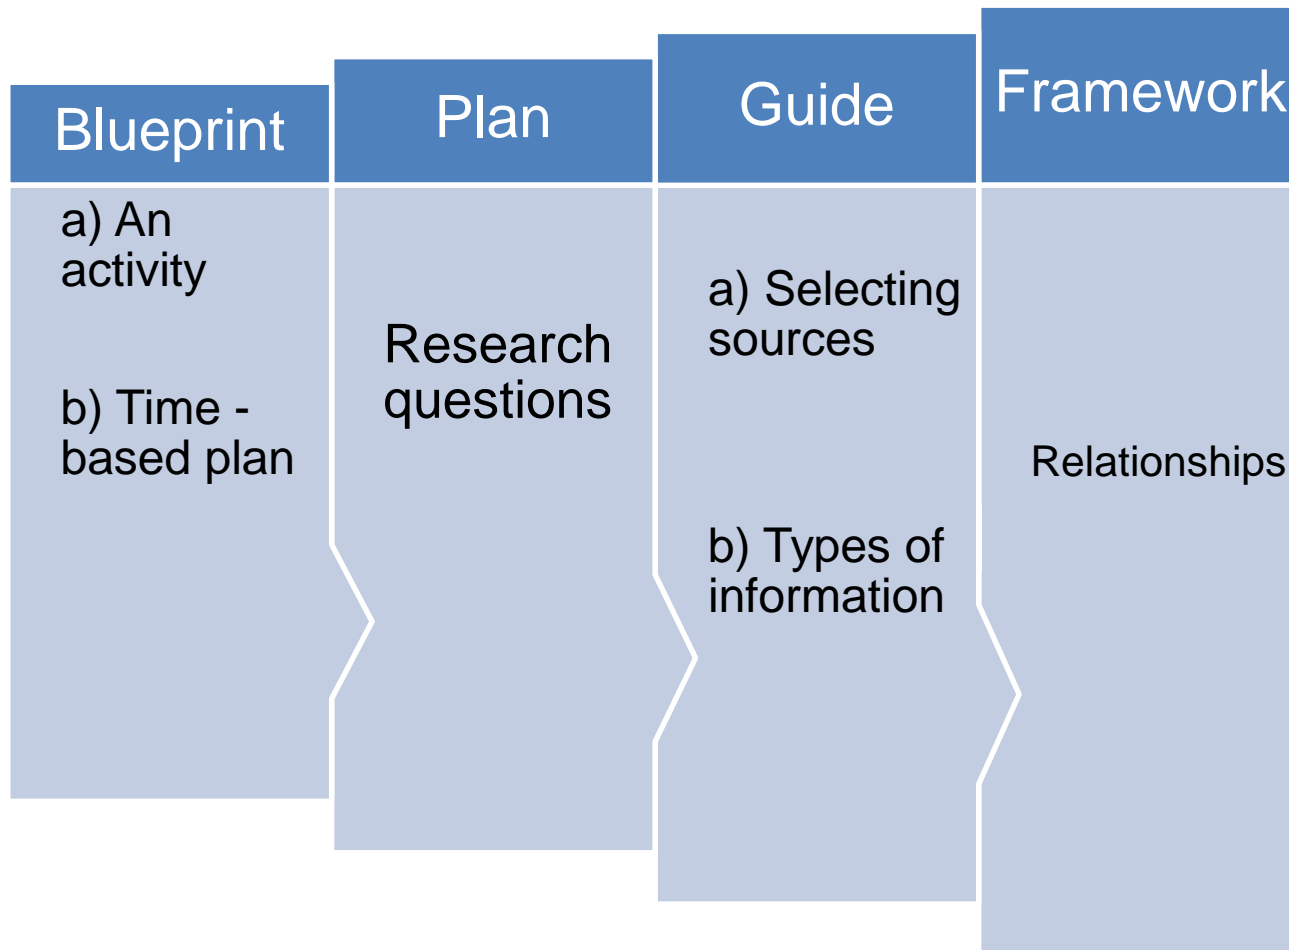 Blueprint
a) An
activity
b) Time -
based plan
Plan
Research
questions
Guide
a) Selecting
sources
b) Types of
information
Framework
Relationships